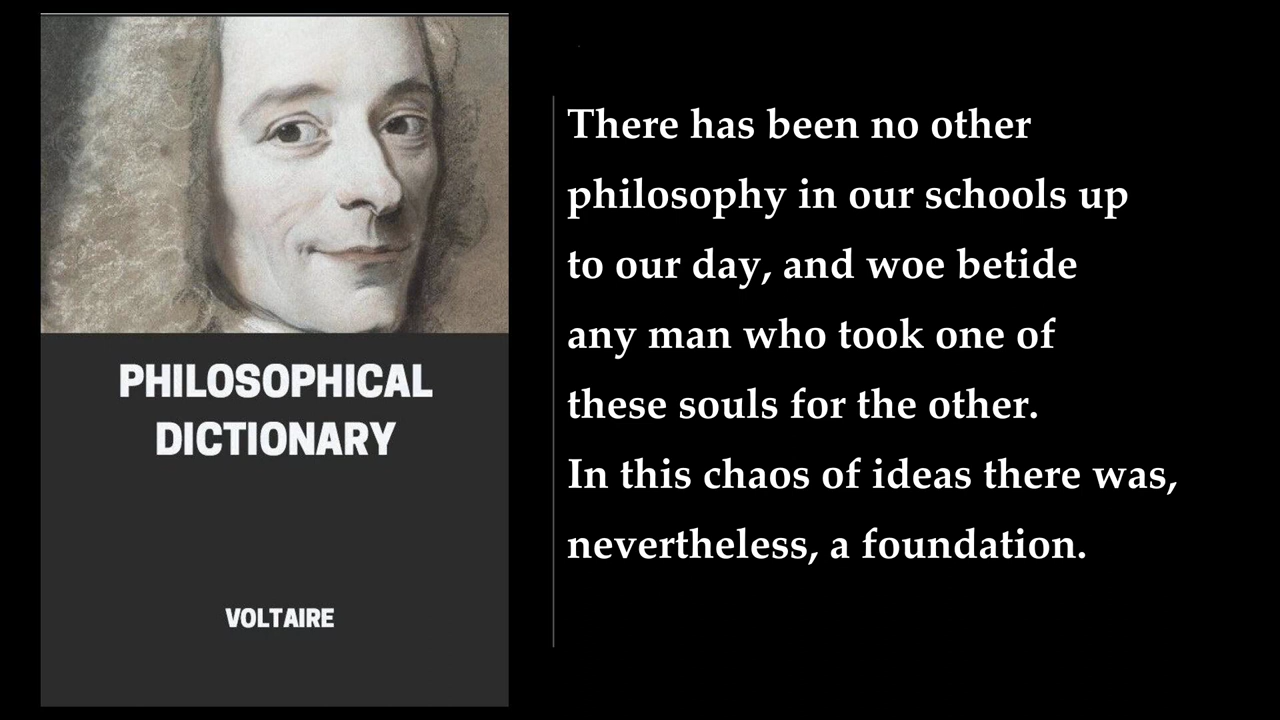 PHILOSOPHICAL
DICTIONARY
VOLTAIRE
There has been no other
philosophy in our schools up
to our day, and woe betide
any man who took one of
these souls for the other.
In this chaos of ideas there was,
nevertheless, a foundation.